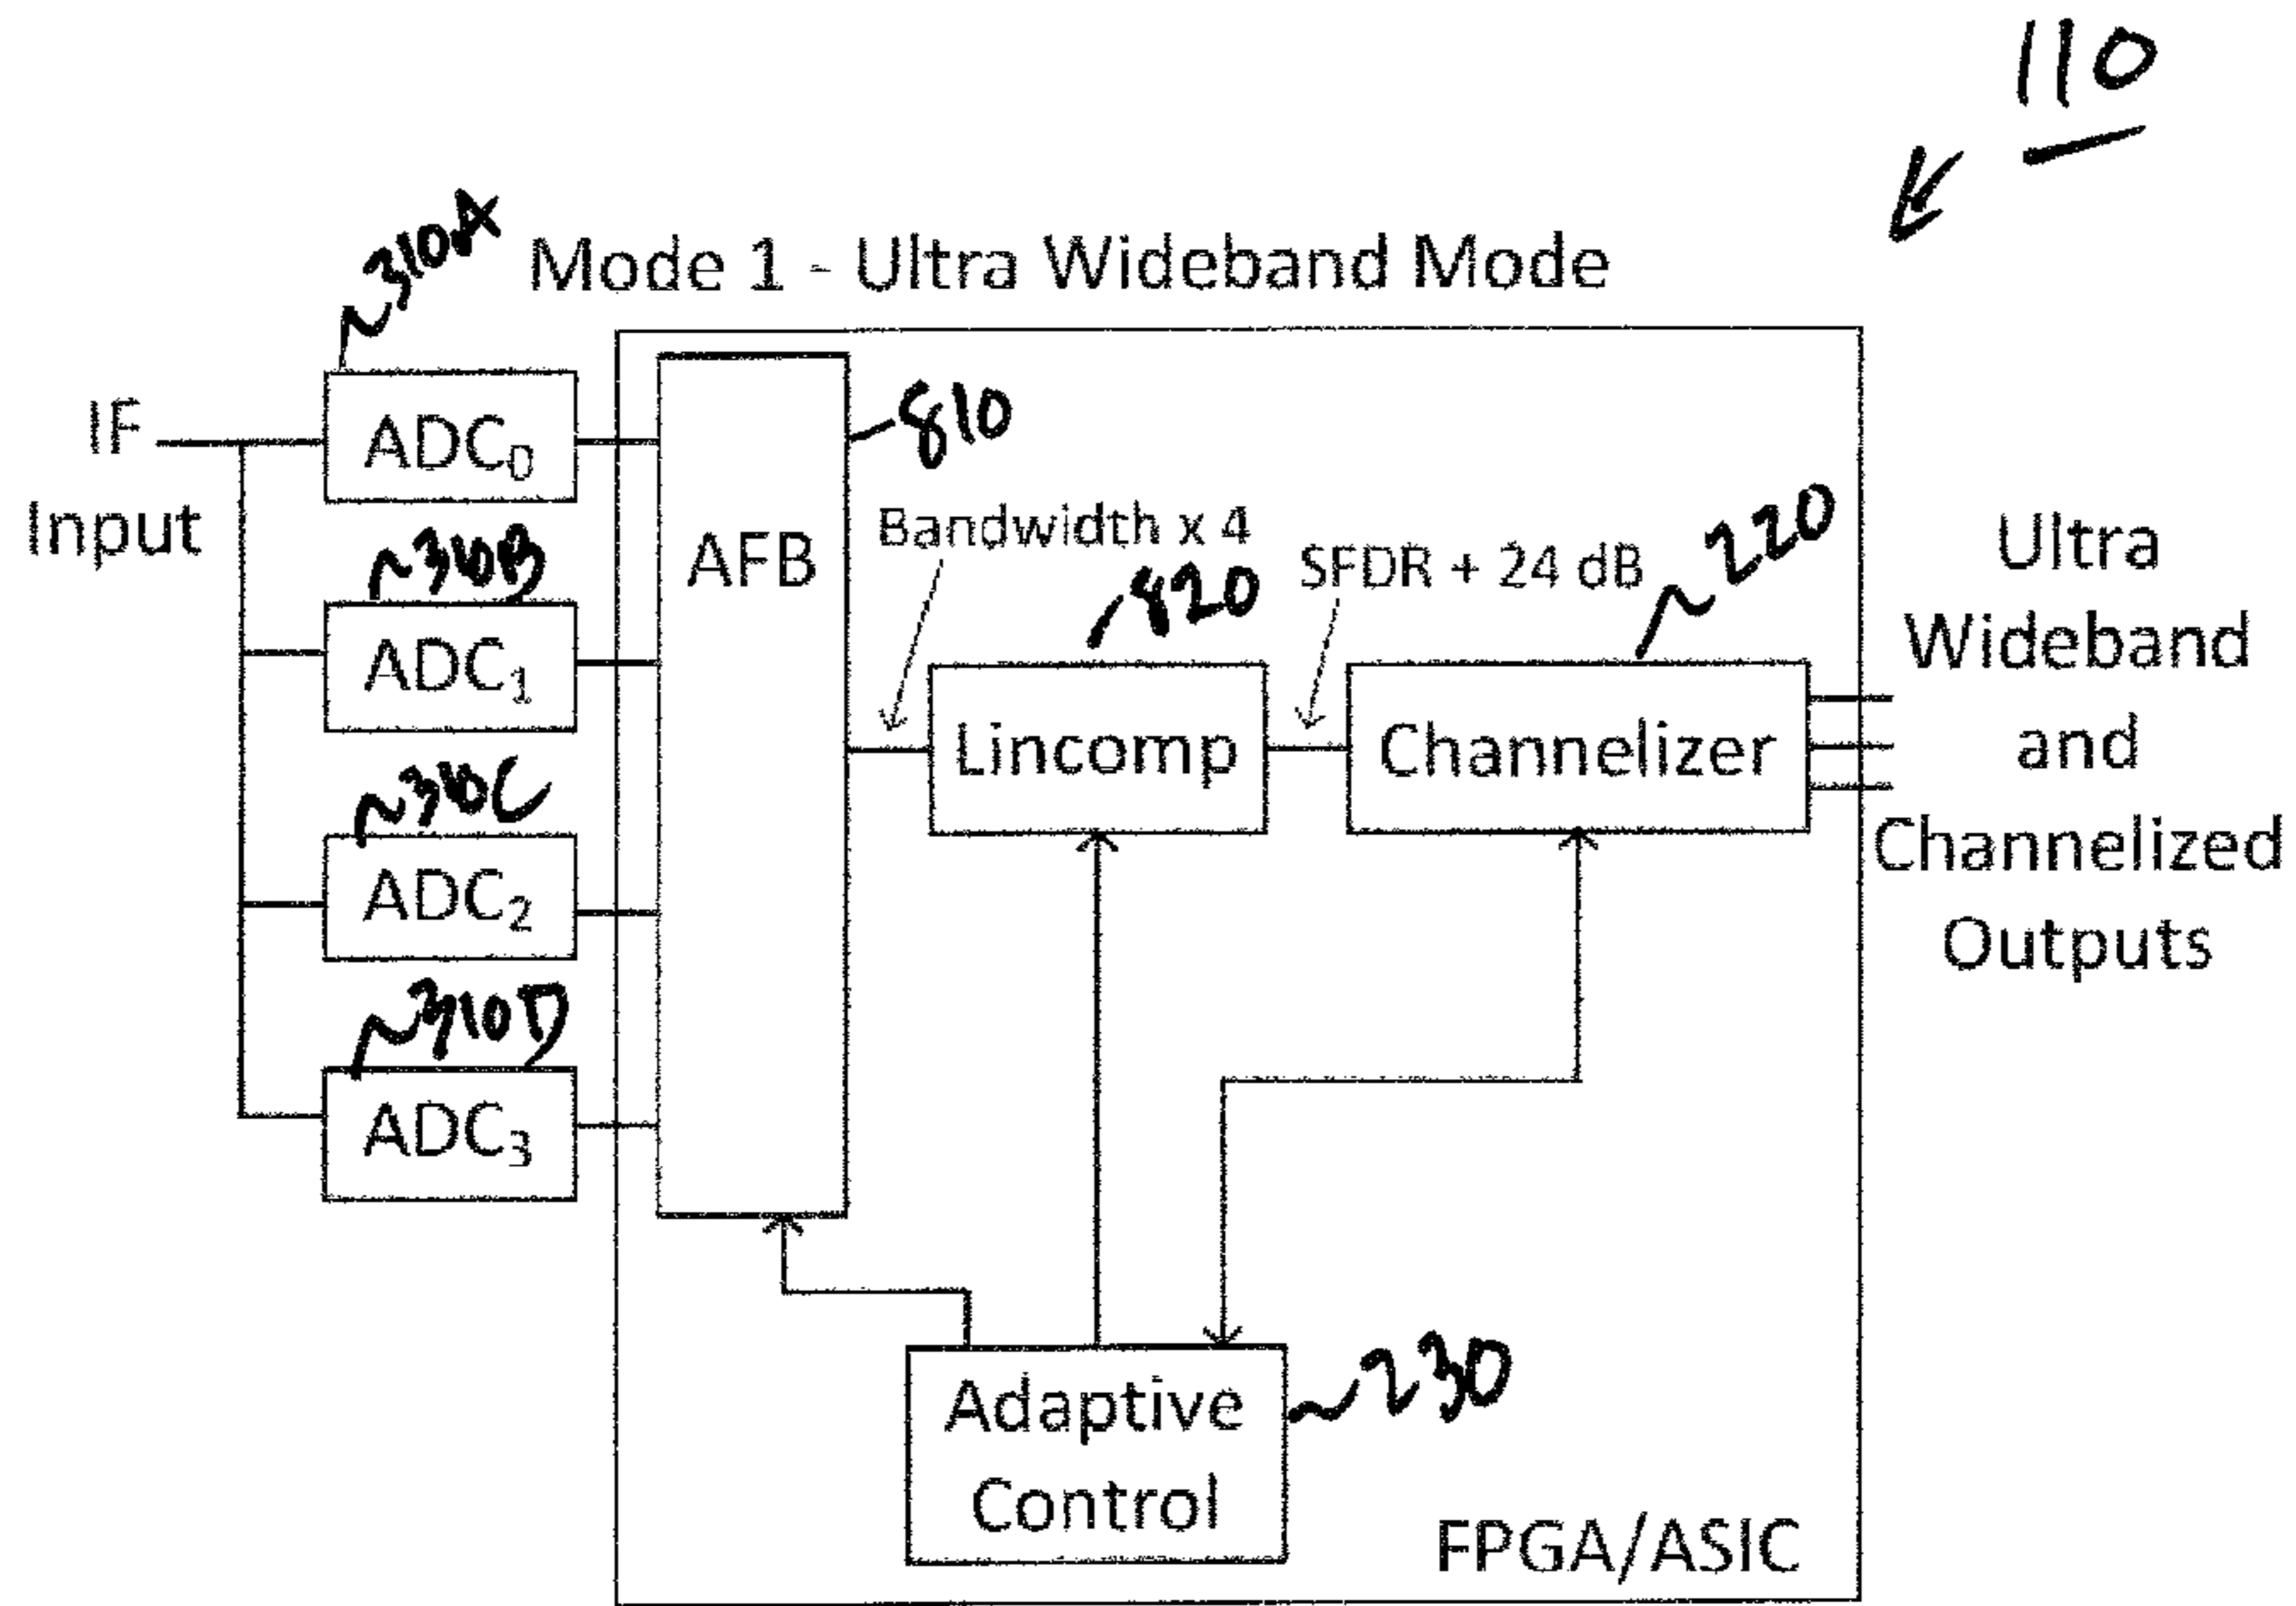 110
~310A
Mode 1 - Ultra Wideband Mode
IF
Input
ADC₀
810
~310B
AFB
Bandwidth x 4
820
SFDR + 24 dB
~220
ADC₁
Lincomp
Channelizer
Ultra
Wideband
and
Channelized
Outputs
~310C
ADC₂
~310D
ADC₃
Adaptive
Control
~230
FPGA/ASIC